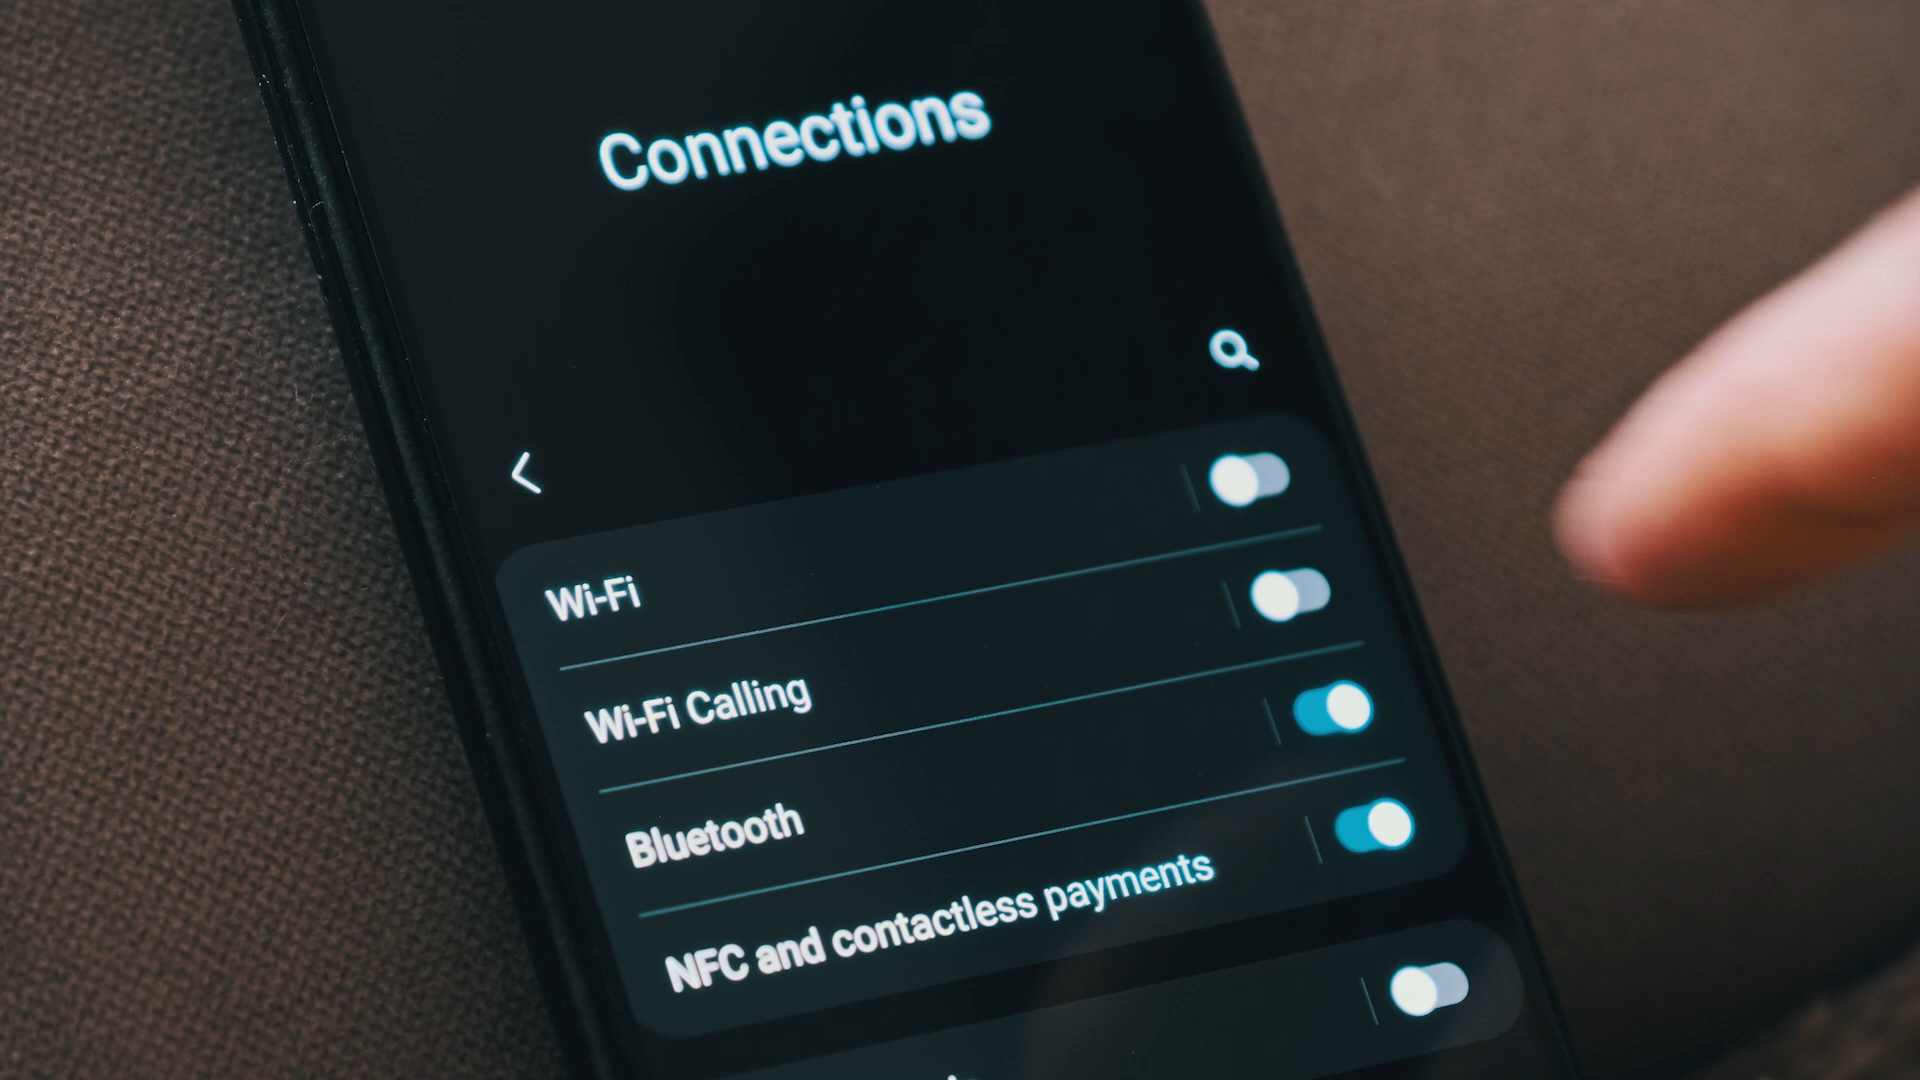 Connections
Wi-Fi
Wi-Fi Calling
Bluetooth
NFC and contactless payments